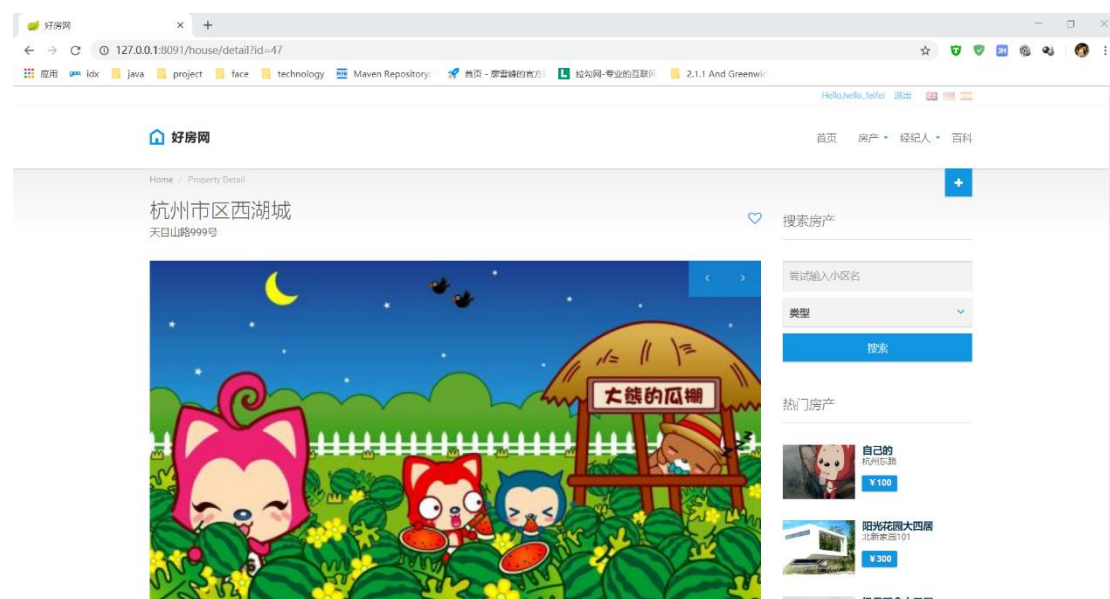 好房网
127.0.0.1:8091/house/detail?id=47
应用 idx java project face technology Maven Repository: 首页 - 廖雪峰的官方 拉勾网-专业的互联网 2.1.1 And Greenwic
Hello,hello_feifei 退出
好房网
首页 房产 经纪人 百科
Home / Property Detail
杭州市区西湖城
天目山路999号
搜索房产
尝试输入小区名
类型
搜索
大熊的瓜棚
zzz
热门房产
自己的
杭州东路
¥100
阳光花园大四居
北新家园101
¥300